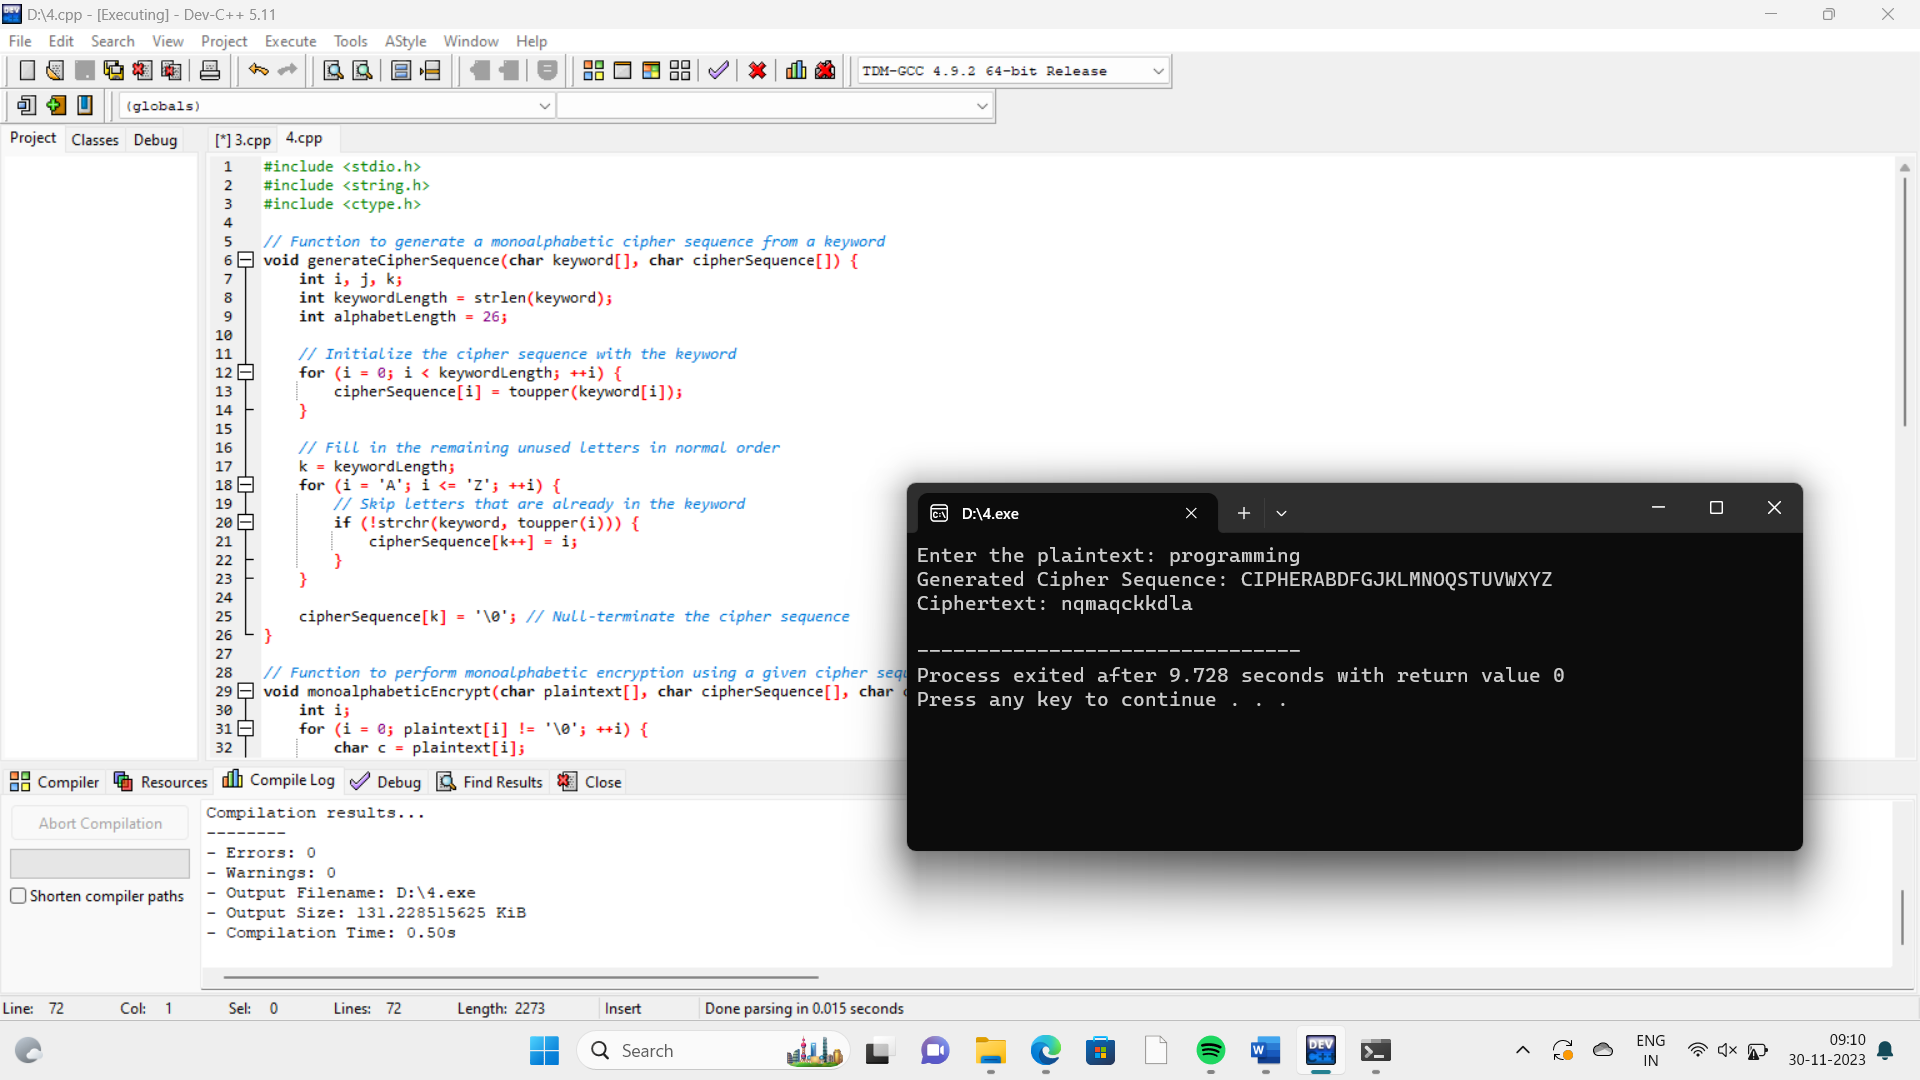 D:\4.cpp - [Executing] - Dev-C++ 5.11
File Edit Search View Project Execute Tools AStyle Window Help
TDM-GCC 4.9.2 64-bit Release
(globals)
Project Classes Debug
[*] 3.cpp 4.cpp
1 #include <stdio.h>
2 #include <string.h>
3 #include <ctype.h>
4
5 // Function to generate a monoalphabetic cipher sequence from a keyword
6 void generateCipherSequence(char keyword[], char cipherSequence[]) {
7 int i, j, k;
8 int keywordLength = strlen(keyword);
9 int alphabetLength = 26;
10
11 // Initialize the cipher sequence with the keyword
12 for (i = 0; i < keywordLength; ++i) {
13 cipherSequence[i] = toupper(keyword[i]);
14 }
15
16 // Fill in the remaining unused letters in normal order
17 k = keywordLength;
18 for (i = 'A'; i <= 'Z'; ++i) {
19 // Skip letters that are already in the keyword
20 if (!strchr(keyword, toupper(i))) {
21 cipherSequence[k++] = i;
22 }
23 }
24
25 cipherSequence[k] = '\0'; // Null-terminate the cipher sequence
26 }
27
28 // Function to perform monoalphabetic encryption using a given cipher sequ
29 void monoalphabeticEncrypt(char plaintext[], char cipherSequence[], char c
30 int i;
31 for (i = 0; plaintext[i] != '\0'; ++i) {
32 char c = plaintext[i];
D:\4.exe
Enter the plaintext: programming
Generated Cipher Sequence: CIPHERABDFGJKLMNOQSTUVWXYZ
Ciphertext: nqmaqckkdla
--------------------------------
Process exited after 9.728 seconds with return value 0
Press any key to continue . . .
Compiler Resources Compile Log Debug Find Results Close
Abort Compilation
Shorten compiler paths
Compilation results...
--------
- Errors: 0
- Warnings: 0
- Output Filename: D:\4.exe
- Output Size: 131.228515625 KiB
- Compilation Time: 0.50s
Line: 72 Col: 1 Sel: 0 Lines: 72 Length: 2273 Insert Done parsing in 0.015 seconds
Search
DEV
ENG
IN
09:10
30-11-2023